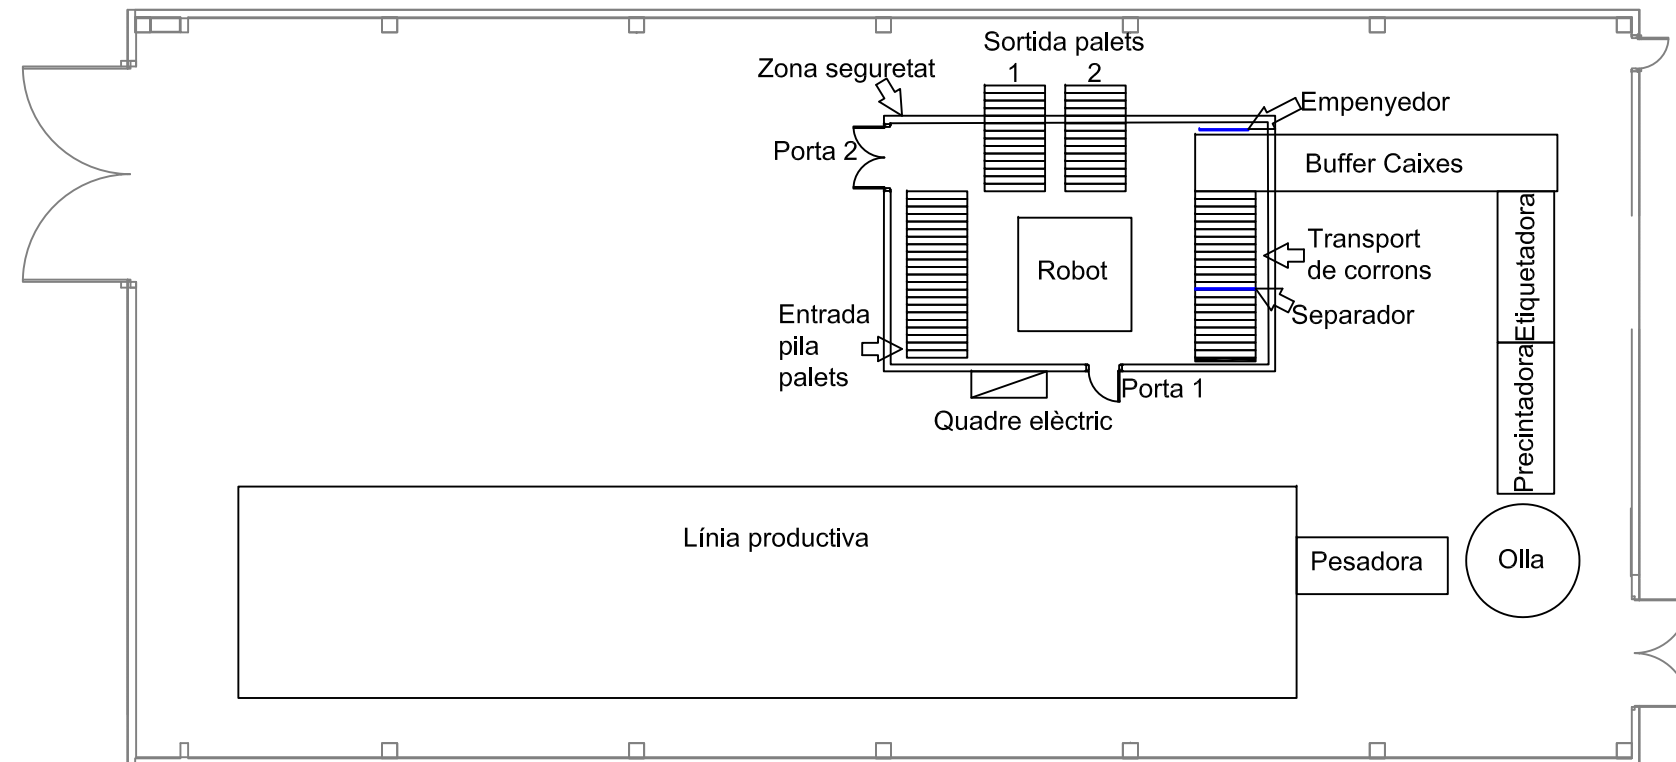 Sortida palets
1 2
Zona seguretat
Empenyedor
Porta 2
Buffer Caixes
Etiquetadora
Transport
de corrons
Robot
Entrada
pila
palets
Separador
Precintadora
Porta 1
Quadre elèctric
Línia productiva
Pesadora
Olla